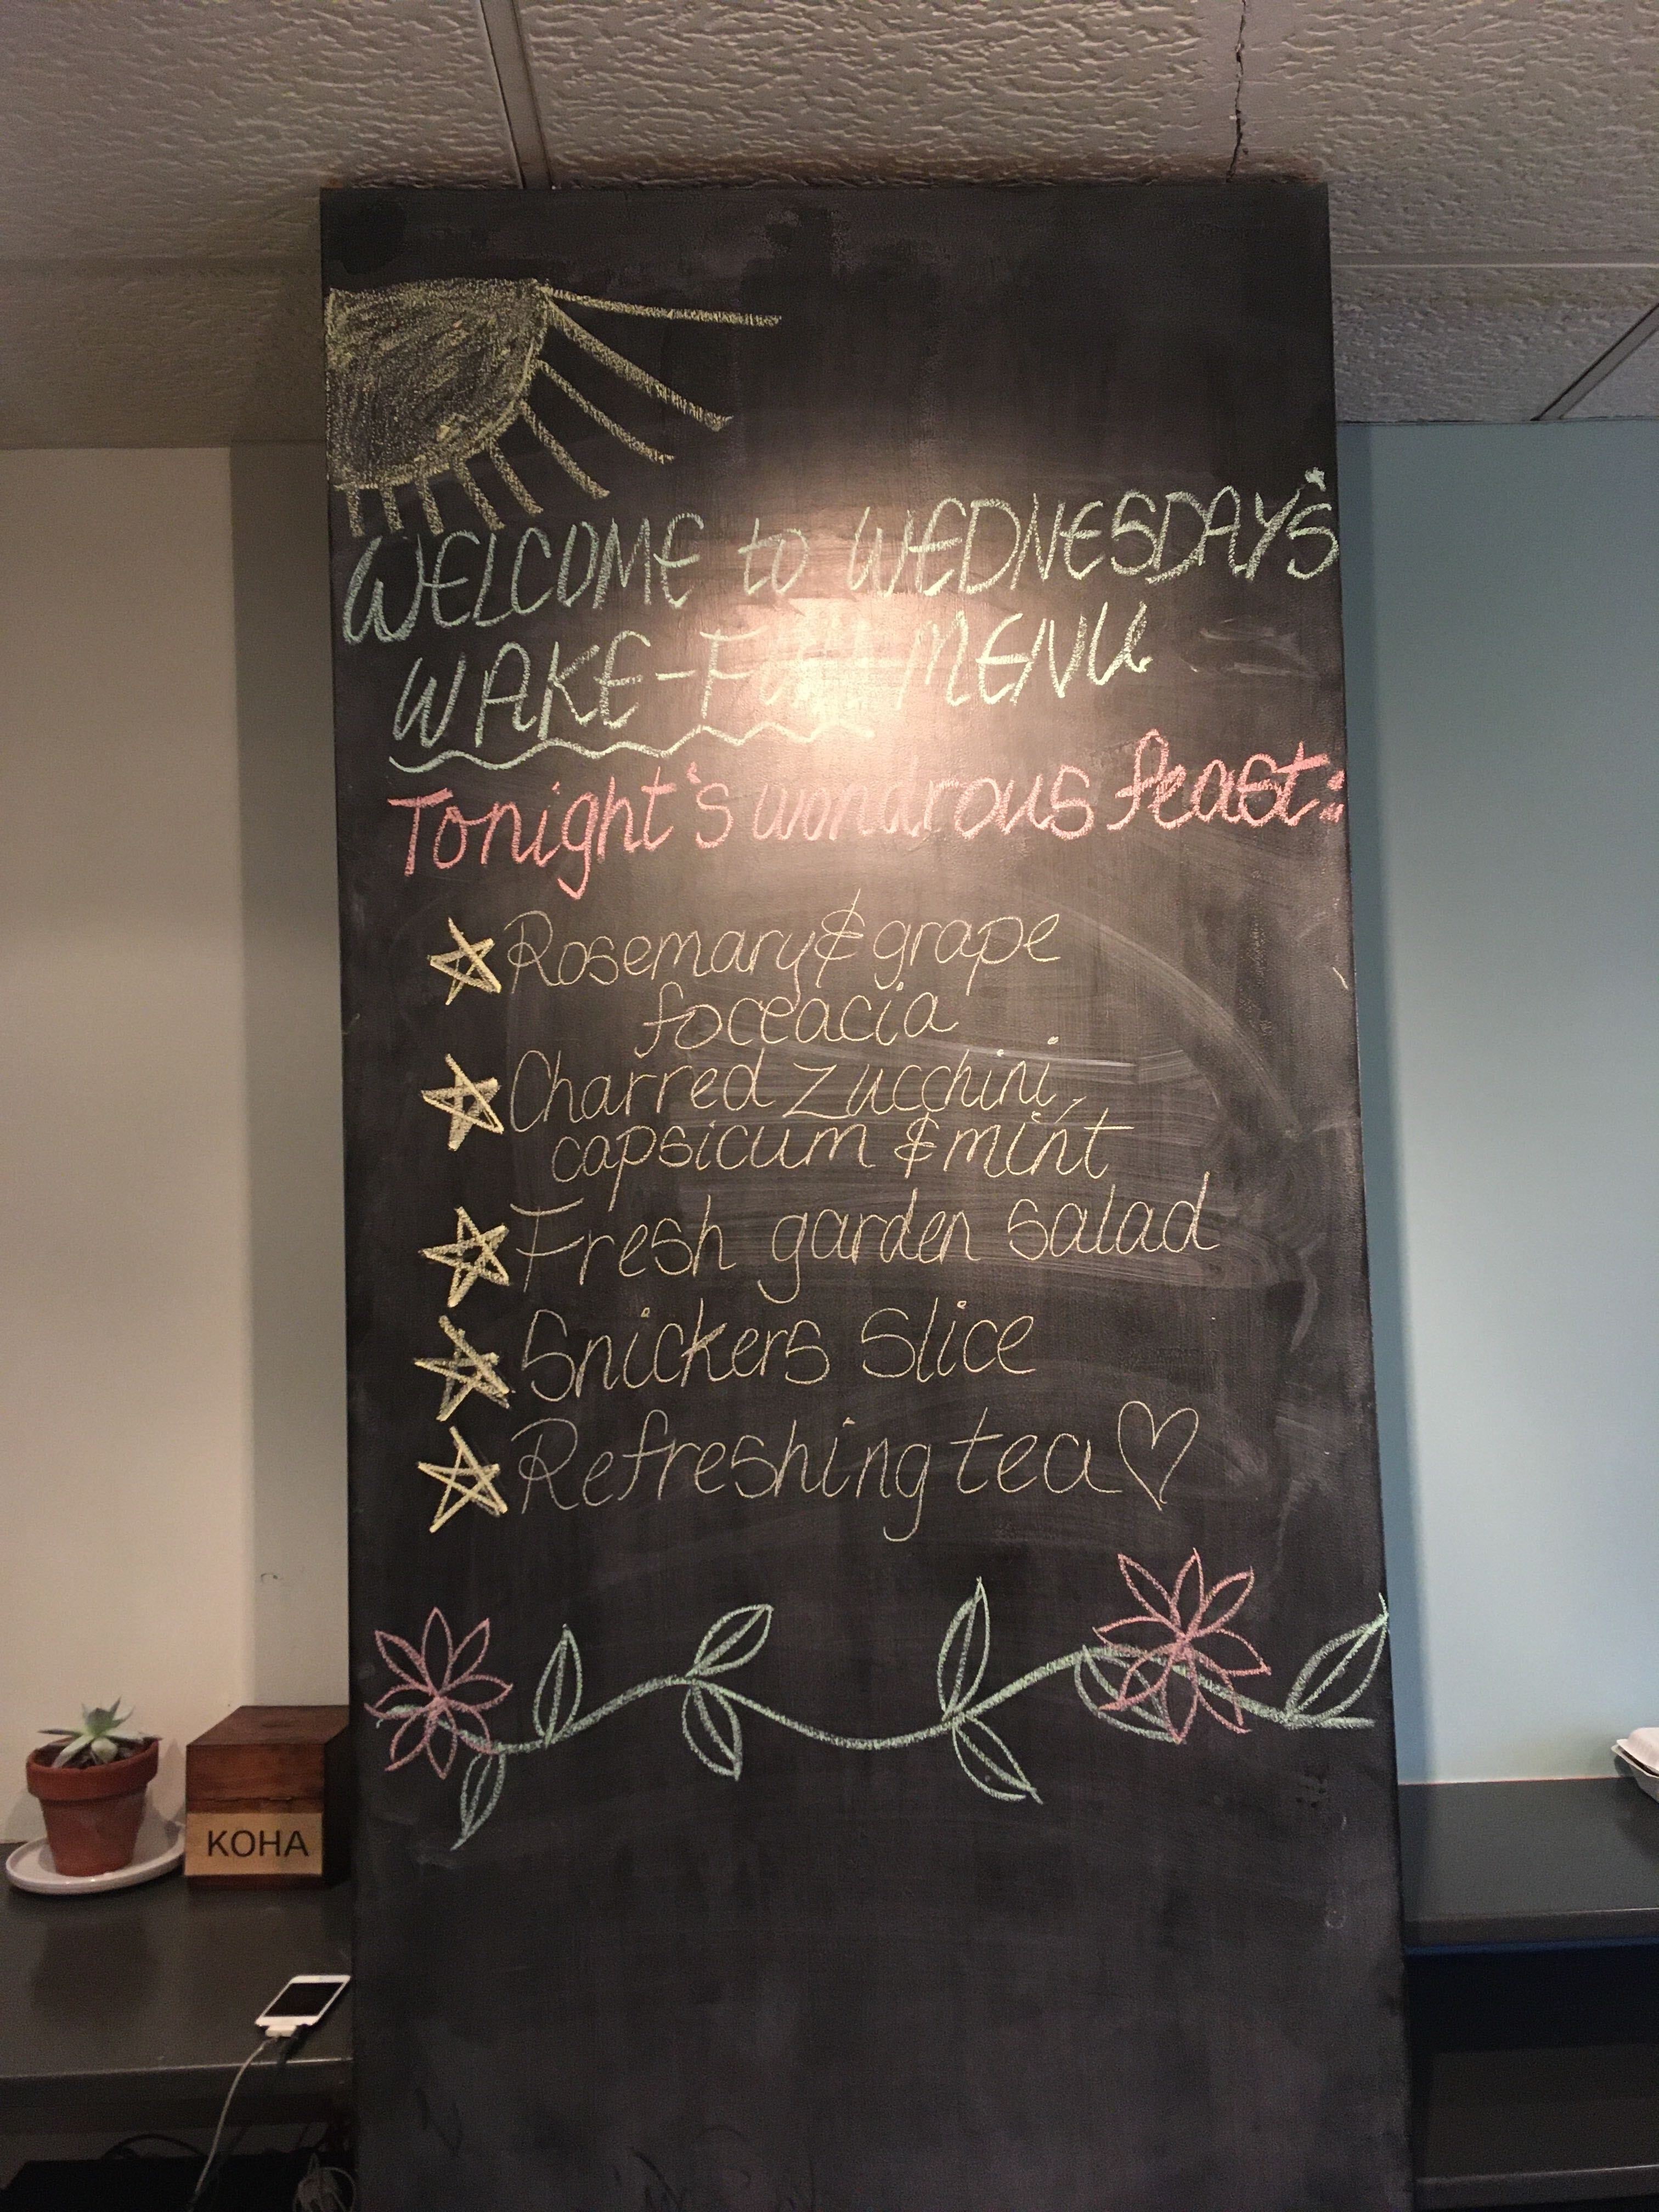 WELCOME to WEDNESDAY'S
WAKE-FUL MENU
Tonight's wondrous feast:
Rosemary & grape
foceacia
Charred zucchini,
capsicum & mint
Fresh garden salad
Snickers Slice
Refreshing tea
KOHA